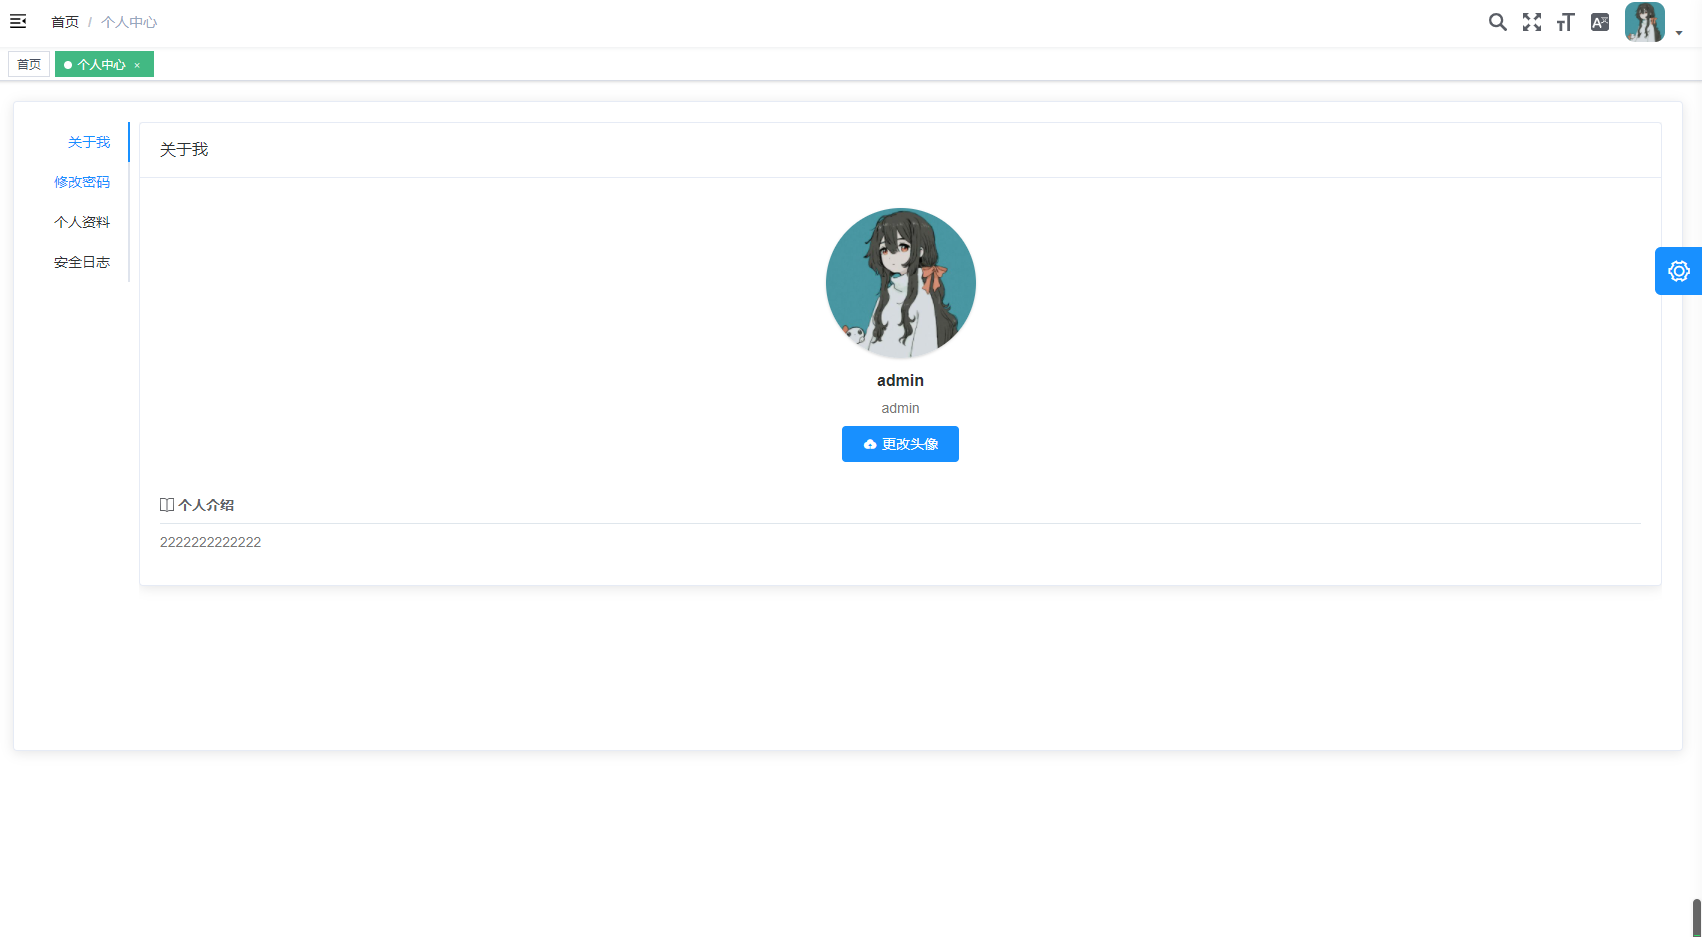 首页 / 个人中心
首页
个人中心 ×
关于我
修改密码
个人资料
安全日志
关于我
admin
admin
更改头像
个人介绍
2222222222222